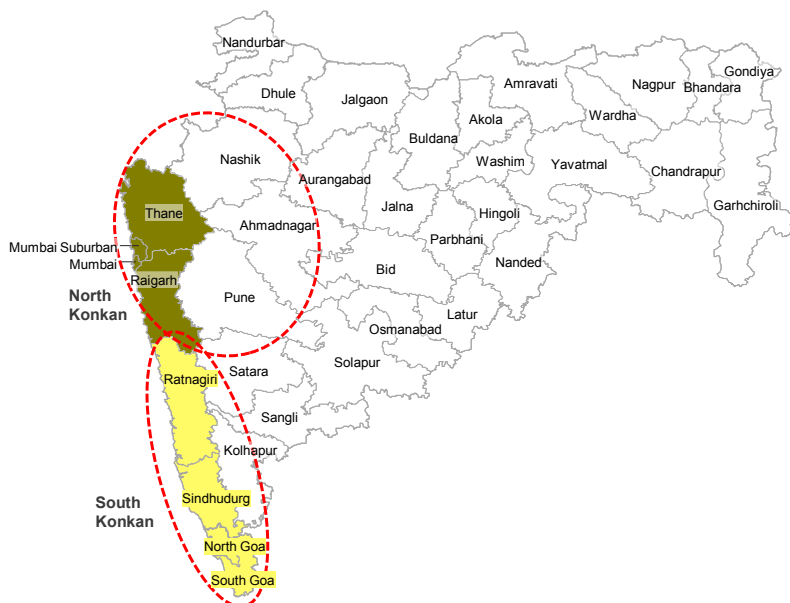 Nandurbar
Dhule
Jalgaon
Amravati
Nagpur
Gondiya
Bhandara
Buldana
Akola
Wardha
Nashik
Aurangabad
Washim
Yavatmal
Chandrapur
Thane
Jalna
Hingoli
Garhchiroli
Ahmadnagar
Parbhani
Mumbai Suburban
Mumbai
Nanded
Bid
Raigarh
Pune
North
Konkan
Latur
Osmanabad
Solapur
Satara
Ratnagiri
Sangli
Kolhapur
Sindhudurg
South
Konkan
North Goa
South Goa